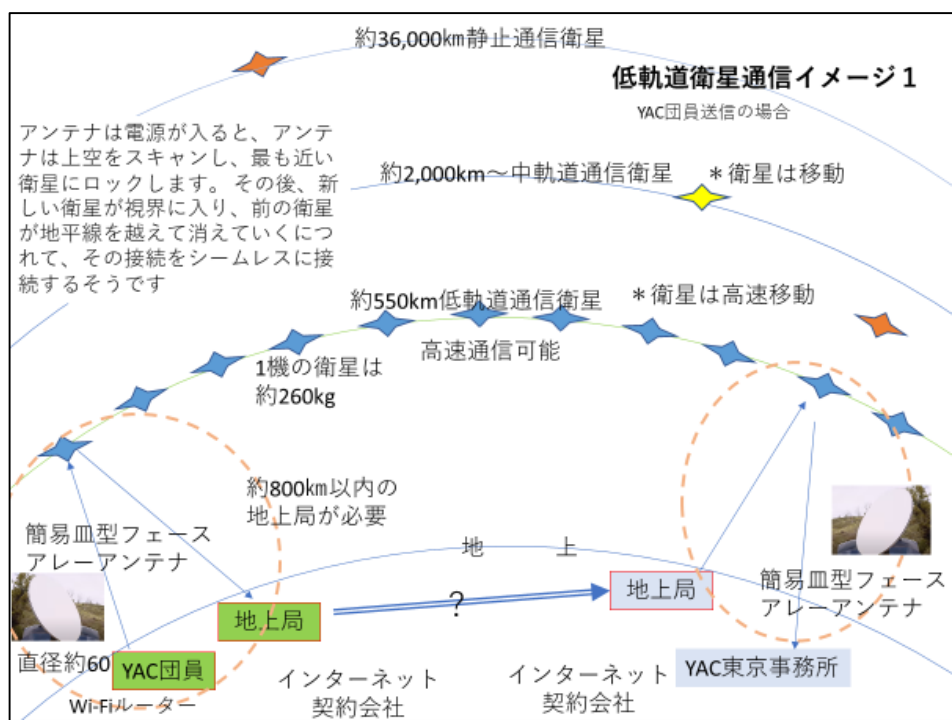 約36,000㎞静止通信衛星
低軌道衛星通信イメージ１
YAC団員送信の場合
アンテナは電源が入ると、アンテ
ナは上空をスキャンし、最も近い
衛星にロックします。 その後、新
しい衛星が視界に入り、前の衛星
が地平線を越えて消えていくにつ
れて、その接続をシームレスに接
続するそうです
約2,000km～中軌道通信衛星
＊衛星は移動
約550km低軌道通信衛星
＊衛星は高速移動
高速通信可能
1機の衛星は
約260kg
約800㎞以内の
地上局が必要
簡易皿型フェース
アレーアンテナ
地 上
簡易皿型フェース
アレーアンテナ
地上局
？
地上局
直径約60
YAC団員
Wi-Fiルーター
インターネット
契約会社
インターネット
契約会社
YAC東京事務所